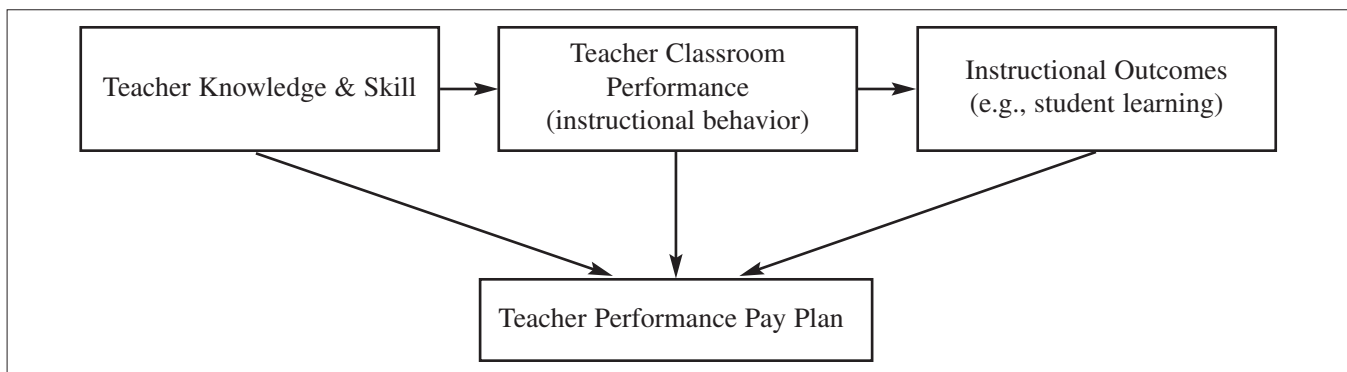 Teacher Knowledge & Skill
Teacher Classroom
Performance
(instructional behavior)
Instructional Outcomes
(e.g., student learning)
Teacher Performance Pay Plan